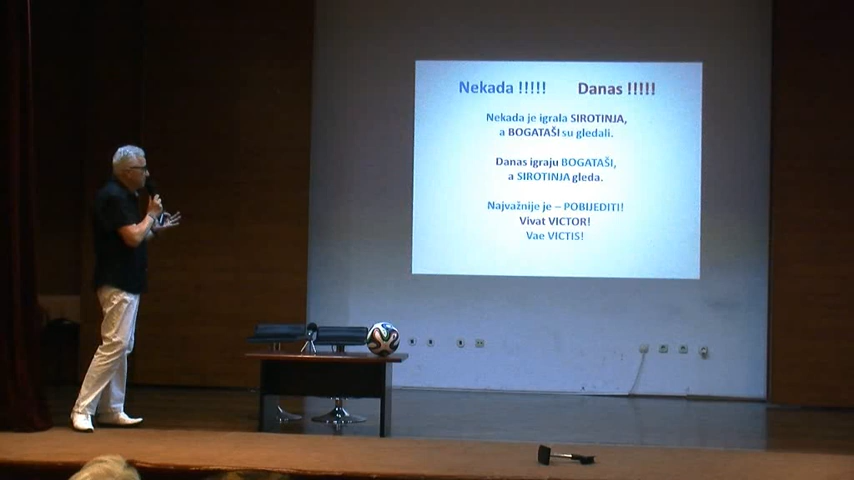 Nekada !!!!! Danas !!!!!
Nekada je igrala SIROTINJA,
a BOGATAŠI su gledali.
Danas igraju BOGATAŠI,
a SIROTINJA gleda.
Najvažnije je – POBIJEDITI!
Vivat VICTOR!
Vae VICTIS!